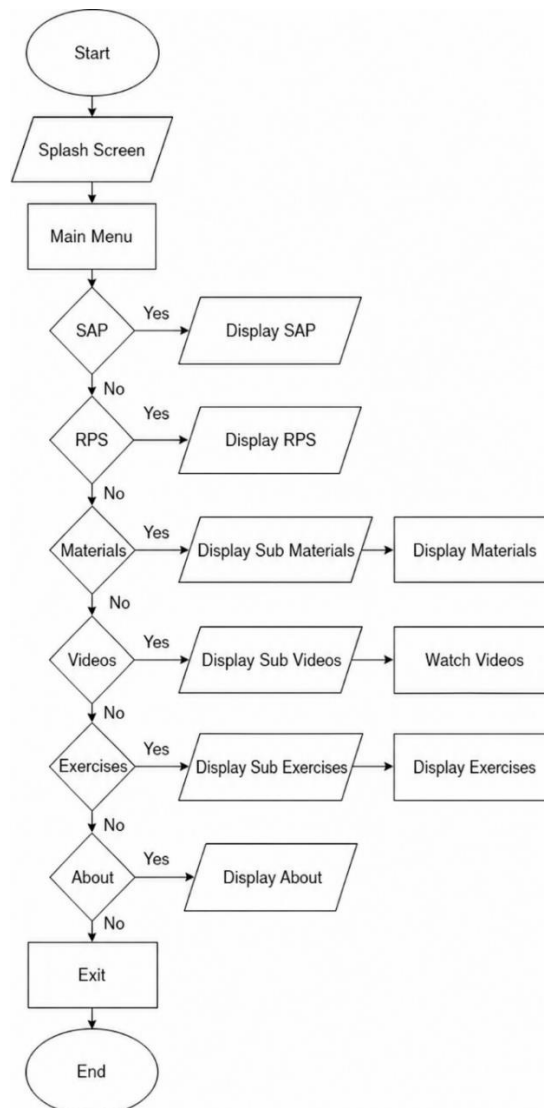 Start
Splash Screen
Main Menu
SAP
Yes
Display SAP
No
RPS
Yes
Display RPS
No
Materials
Yes
Display Sub Materials
Display Materials
No
Videos
Yes
Display Sub Videos
Watch Videos
No
Exercises
Yes
Display Sub Exercises
Display Exercises
No
About
Yes
Display About
No
Exit
End